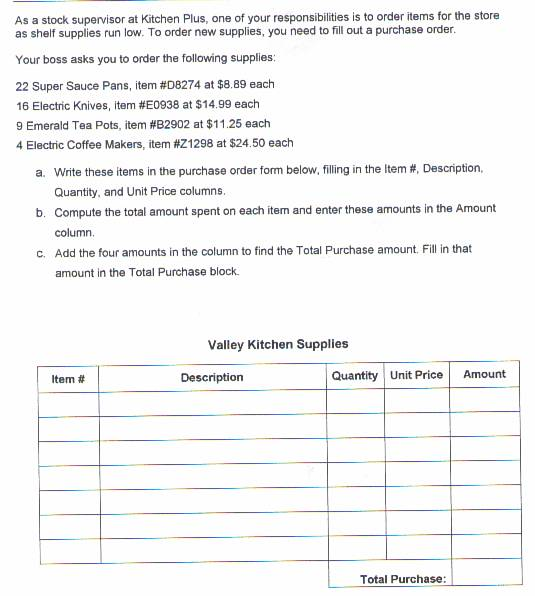 As a stock supervisor at Kitchen Plus, one of your responsibilities is to order items for the store
as shelf supplies run low. To order new supplies, you need to fill out a purchase order.
Your boss asks you to order the following supplies:
22 Super Sauce Pans, item #D8274 at $8.89 each
16 Electric Knives, item #E0938 at $14.99 each
9 Emerald Tea Pots, item #B2902 at $11.25 each
4 Electric Coffee Makers, item #Z1298 at $24.50 each
a. Write these items in the purchase order form below, filling in the Item #, Description,
Quantity, and Unit Price columns.
b. Compute the total amount spent on each item and enter these amounts in the Amount
column.
c. Add the four amounts in the column to find the Total Purchase amount. Fill in that
amount in the Total Purchase block.
Valley Kitchen Supplies
Item # Description Quantity Unit Price Amount
Total Purchase: